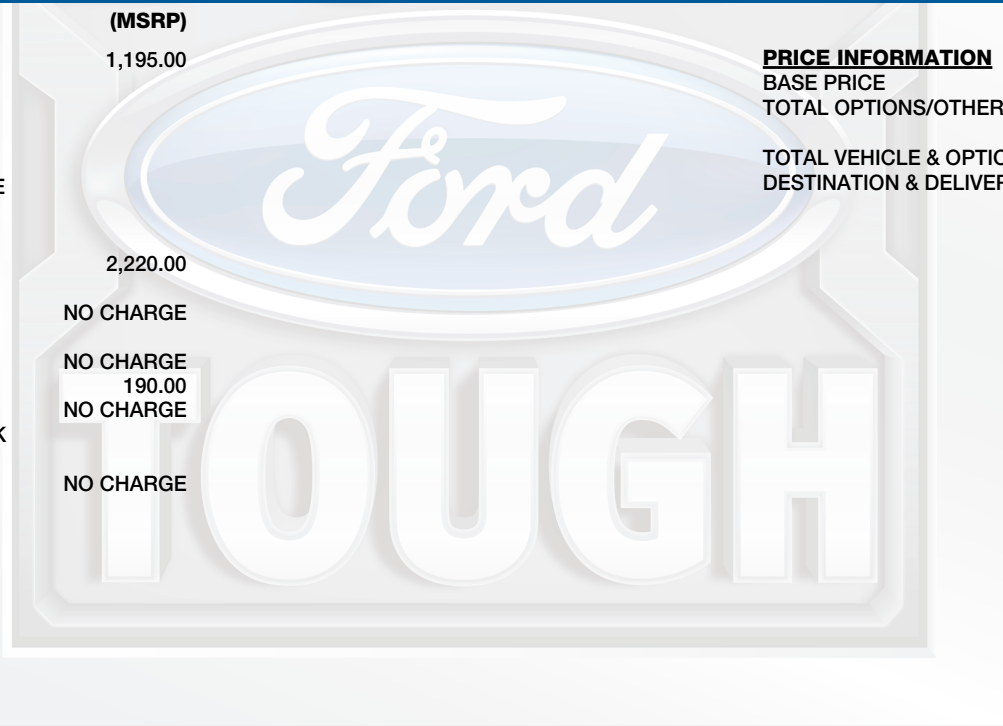 (MSRP)
1,195.00
E
2,220.00
NO CHARGE
NO CHARGE
190.00
NO CHARGE
K
NO CHARGE
PRICE INFORMATION
BASE PRICE
TOTAL OPTIONS/OTHER
TOTAL VEHICLE & OPTIO
DESTINATION & DELIVER
Ford
TOUGH